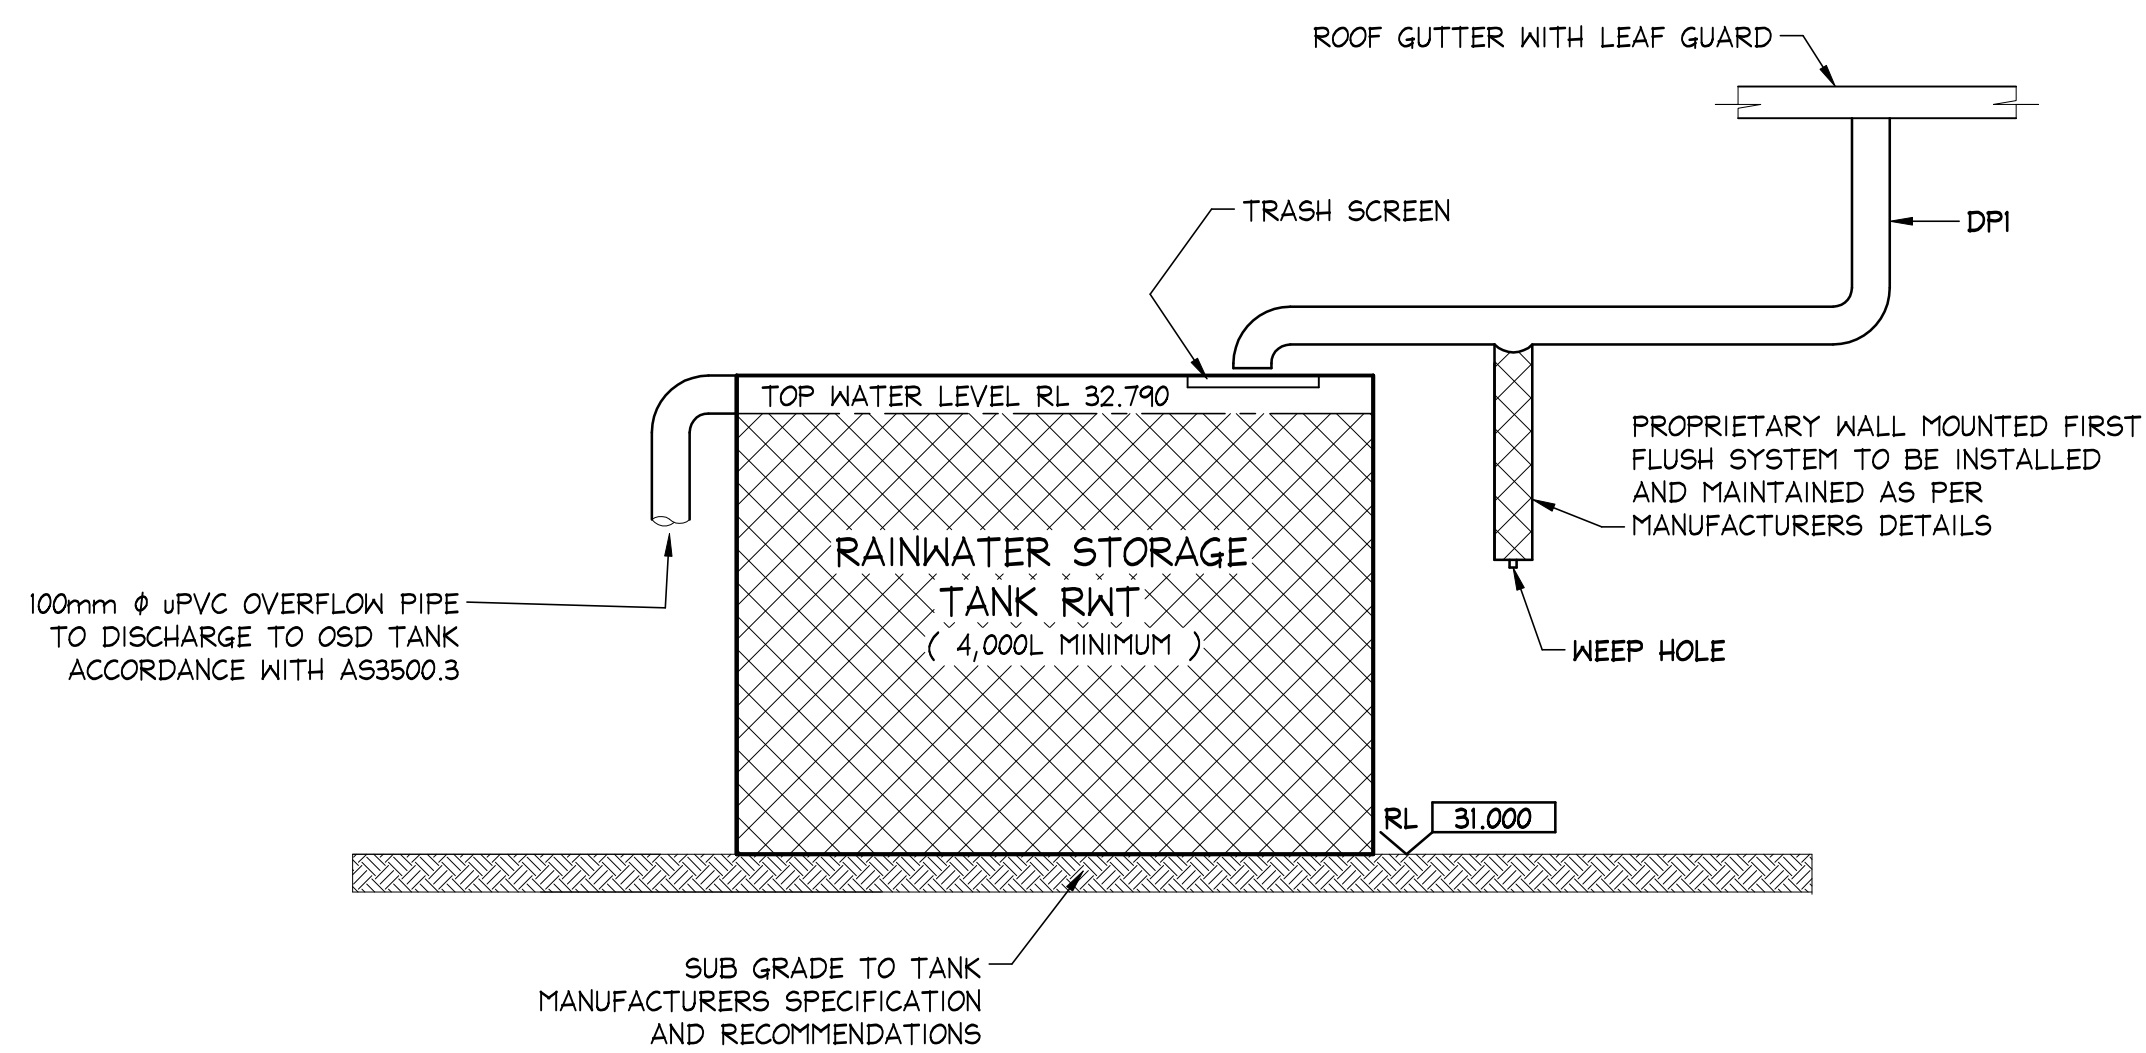 ROOF GUTTER WITH LEAF GUARD
TRASH SCREEN
DP1
TOP WATER LEVEL RL 32.790
PROPRIETARY WALL MOUNTED FIRST
FLUSH SYSTEM TO BE INSTALLED
AND MAINTAINED AS PER
MANUFACTURERS DETAILS
RAINWATER STORAGE
TANK RWT
( 4,000L MINIMUM )
100mm ϕ uPVC OVERFLOW PIPE
TO DISCHARGE TO OSD TANK
ACCORDANCE WITH AS3500.3
WEEP HOLE
RL 31.000
SUB GRADE TO TANK
MANUFACTURERS SPECIFICATION
AND RECOMMENDATIONS